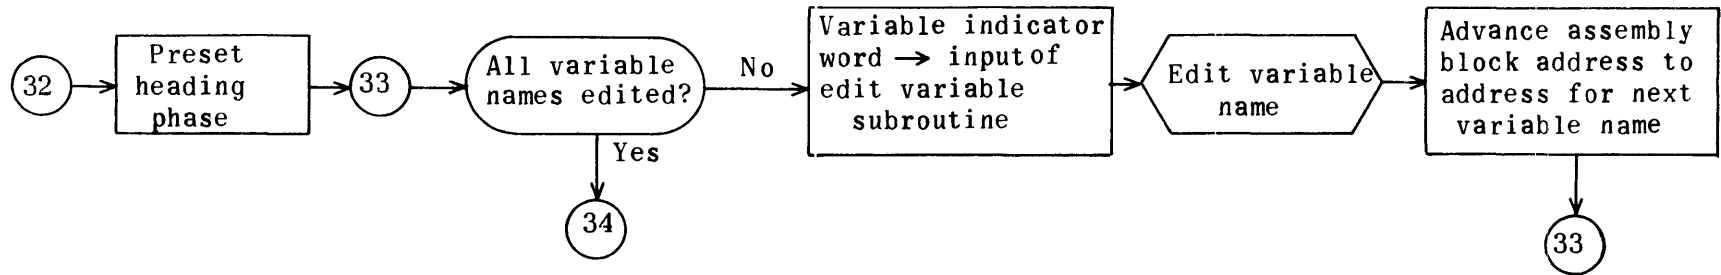 32
Preset
heading
phase
33
All variable
names edited?
No
Yes
34
Variable indicator
word → input of
edit variable
subroutine
Edit variable
name
Advance assembly
block address to
address for next
variable name
33